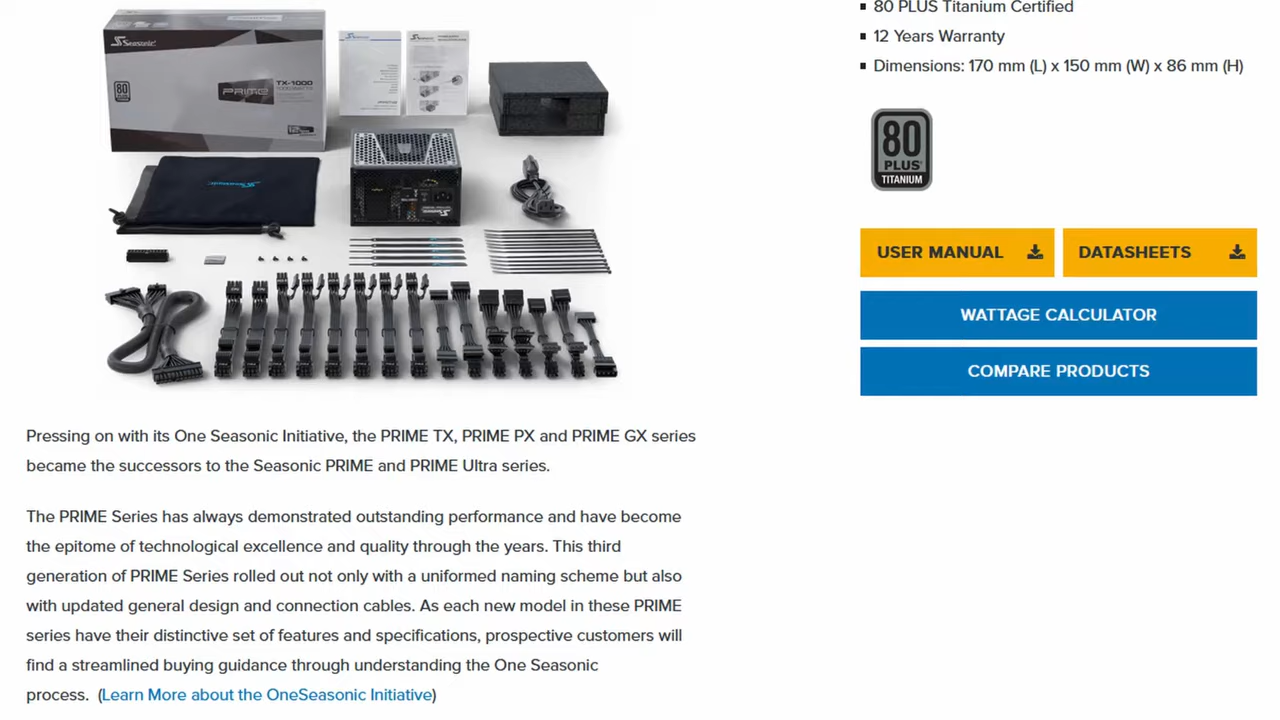 80 PLUS Titanium Certified
12 Years Warranty
Dimensions: 170 mm (L) x 150 mm (W) x 86 mm (H)
Seasonic
80
PLUS
PRIME
TX-1000
Seasonic
Seasonic
80
PLUS
TITANIUM
USER MANUAL
DATASHEETS
WATTAGE CALCULATOR
COMPARE PRODUCTS
Pressing on with its One Seasonic Initiative, the PRIME TX, PRIME PX and PRIME GX series
became the successors to the Seasonic PRIME and PRIME Ultra series.
The PRIME Series has always demonstrated outstanding performance and have become
the epitome of technological excellence and quality through the years. This third
generation of PRIME Series rolled out not only with a uniformed naming scheme but also
with updated general design and connection cables. As each new model in these PRIME
series have their distinctive set of features and specifications, prospective customers will
find a streamlined buying guidance through understanding the One Seasonic
process. (Learn More about the OneSeasonic Initiative)